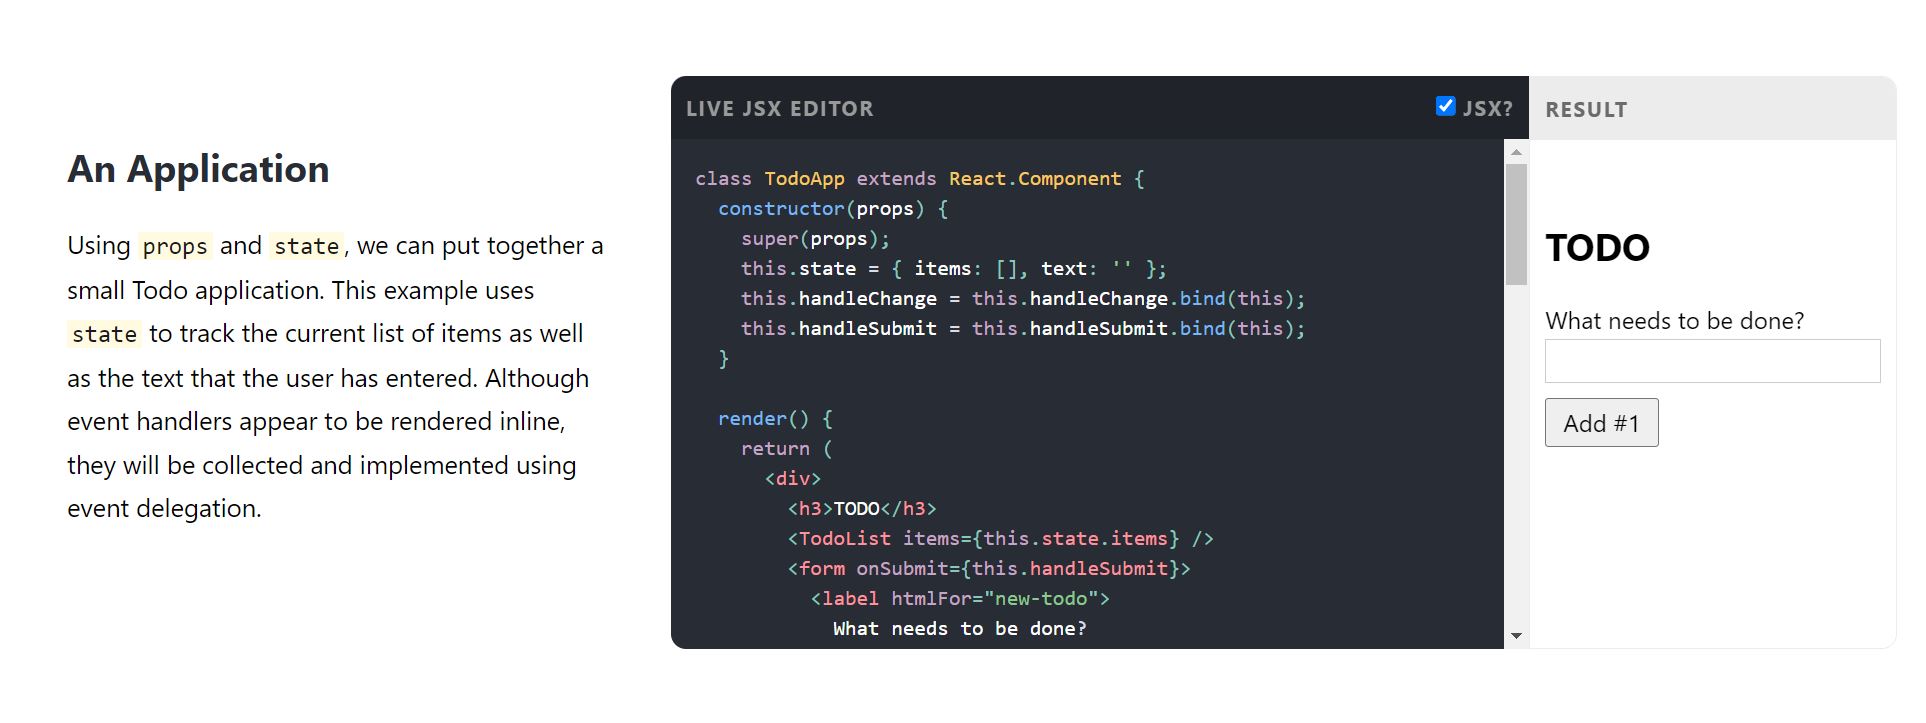 An Application
Using props and state, we can put together a
small Todo application. This example uses
state to track the current list of items as well
as the text that the user has entered. Although
event handlers appear to be rendered inline,
they will be collected and implemented using
event delegation.
LIVE JSX EDITOR
JSX?
class TodoApp extends React.Component {
  constructor(props) {
    super(props);
    this.state = { items: [], text: '' };
    this.handleChange = this.handleChange.bind(this);
    this.handleSubmit = this.handleSubmit.bind(this);
  }

  render() {
    return (
      <div>
        <h3>TODO</h3>
        <TodoList items={this.state.items} />
        <form onSubmit={this.handleSubmit}>
          <label htmlFor="new-todo">
            What needs to be done?
RESULT
TODO
What needs to be done?
Add #1